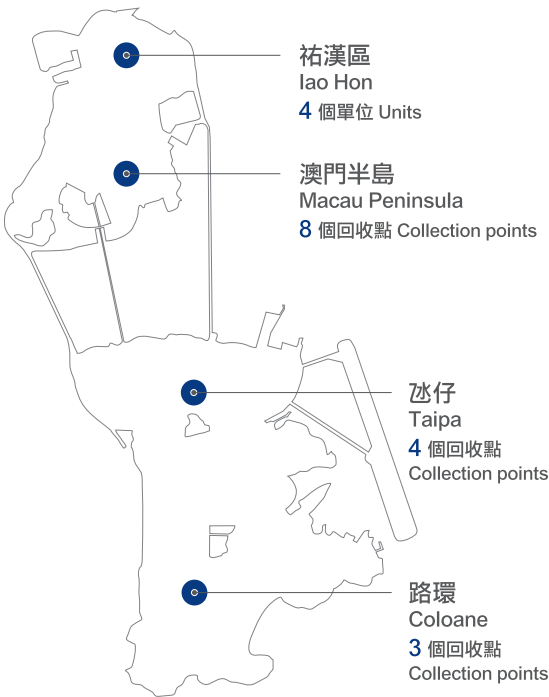 祐漢區
Iao Hon
4 個單位 Units
澳門半島
Macau Peninsula
8 個回收點 Collection points
氹仔
Taipa
4 個回收點
Collection points
路環
Coloane
3 個回收點
Collection points